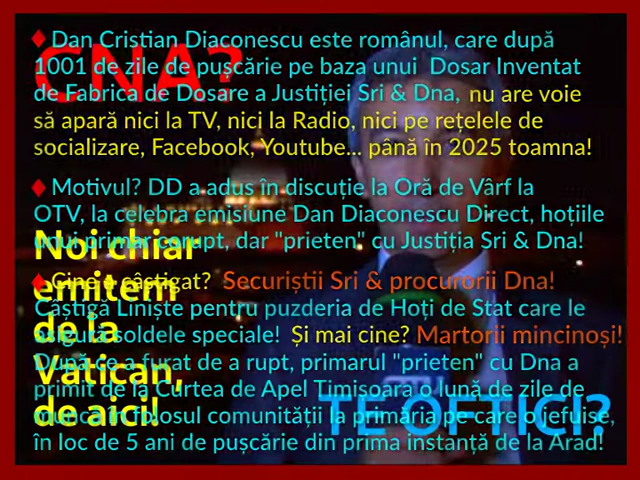 ♦ Dan Cristian Diaconescu este românul, care după
1001 de zile de pușcărie pe baza unui Dosar Inventat
de Fabrica de Dosare a Justiției Sri & Dna, nu are voie
să apară nici la TV, nici la Radio, nici pe rețelele de
socializare, Facebook, Youtube... până în 2025 toamna!
CNA?
♦ Motivul? DD a adus în discuție la Oră de Vârf la
OTV, la celebra emisiune Dan Diaconescu Direct, hoțiile
unui primar corupt, dar "prieten" cu Justiția Sri & Dna!
♦ Cine a câștigat? Securiștii Sri & procurorii Dna!
Câștigă Liniște pentru puzderia de Hoți de Stat care le
asigură soldele speciale! Și mai cine? Martorii mincinoși!
După ce a furat de a rupt, primarul "prieten" cu Dna a
primit de la Curtea de Apel Timișoara o lună de zile de
muncă în folosul comunității la primăria pe care o jefuise,
în loc de 5 ani de pușcărie din prima instanță de la Arad!
Noi chiar
emitem
de la
Vatican,
de aici!
TE OFTICI?